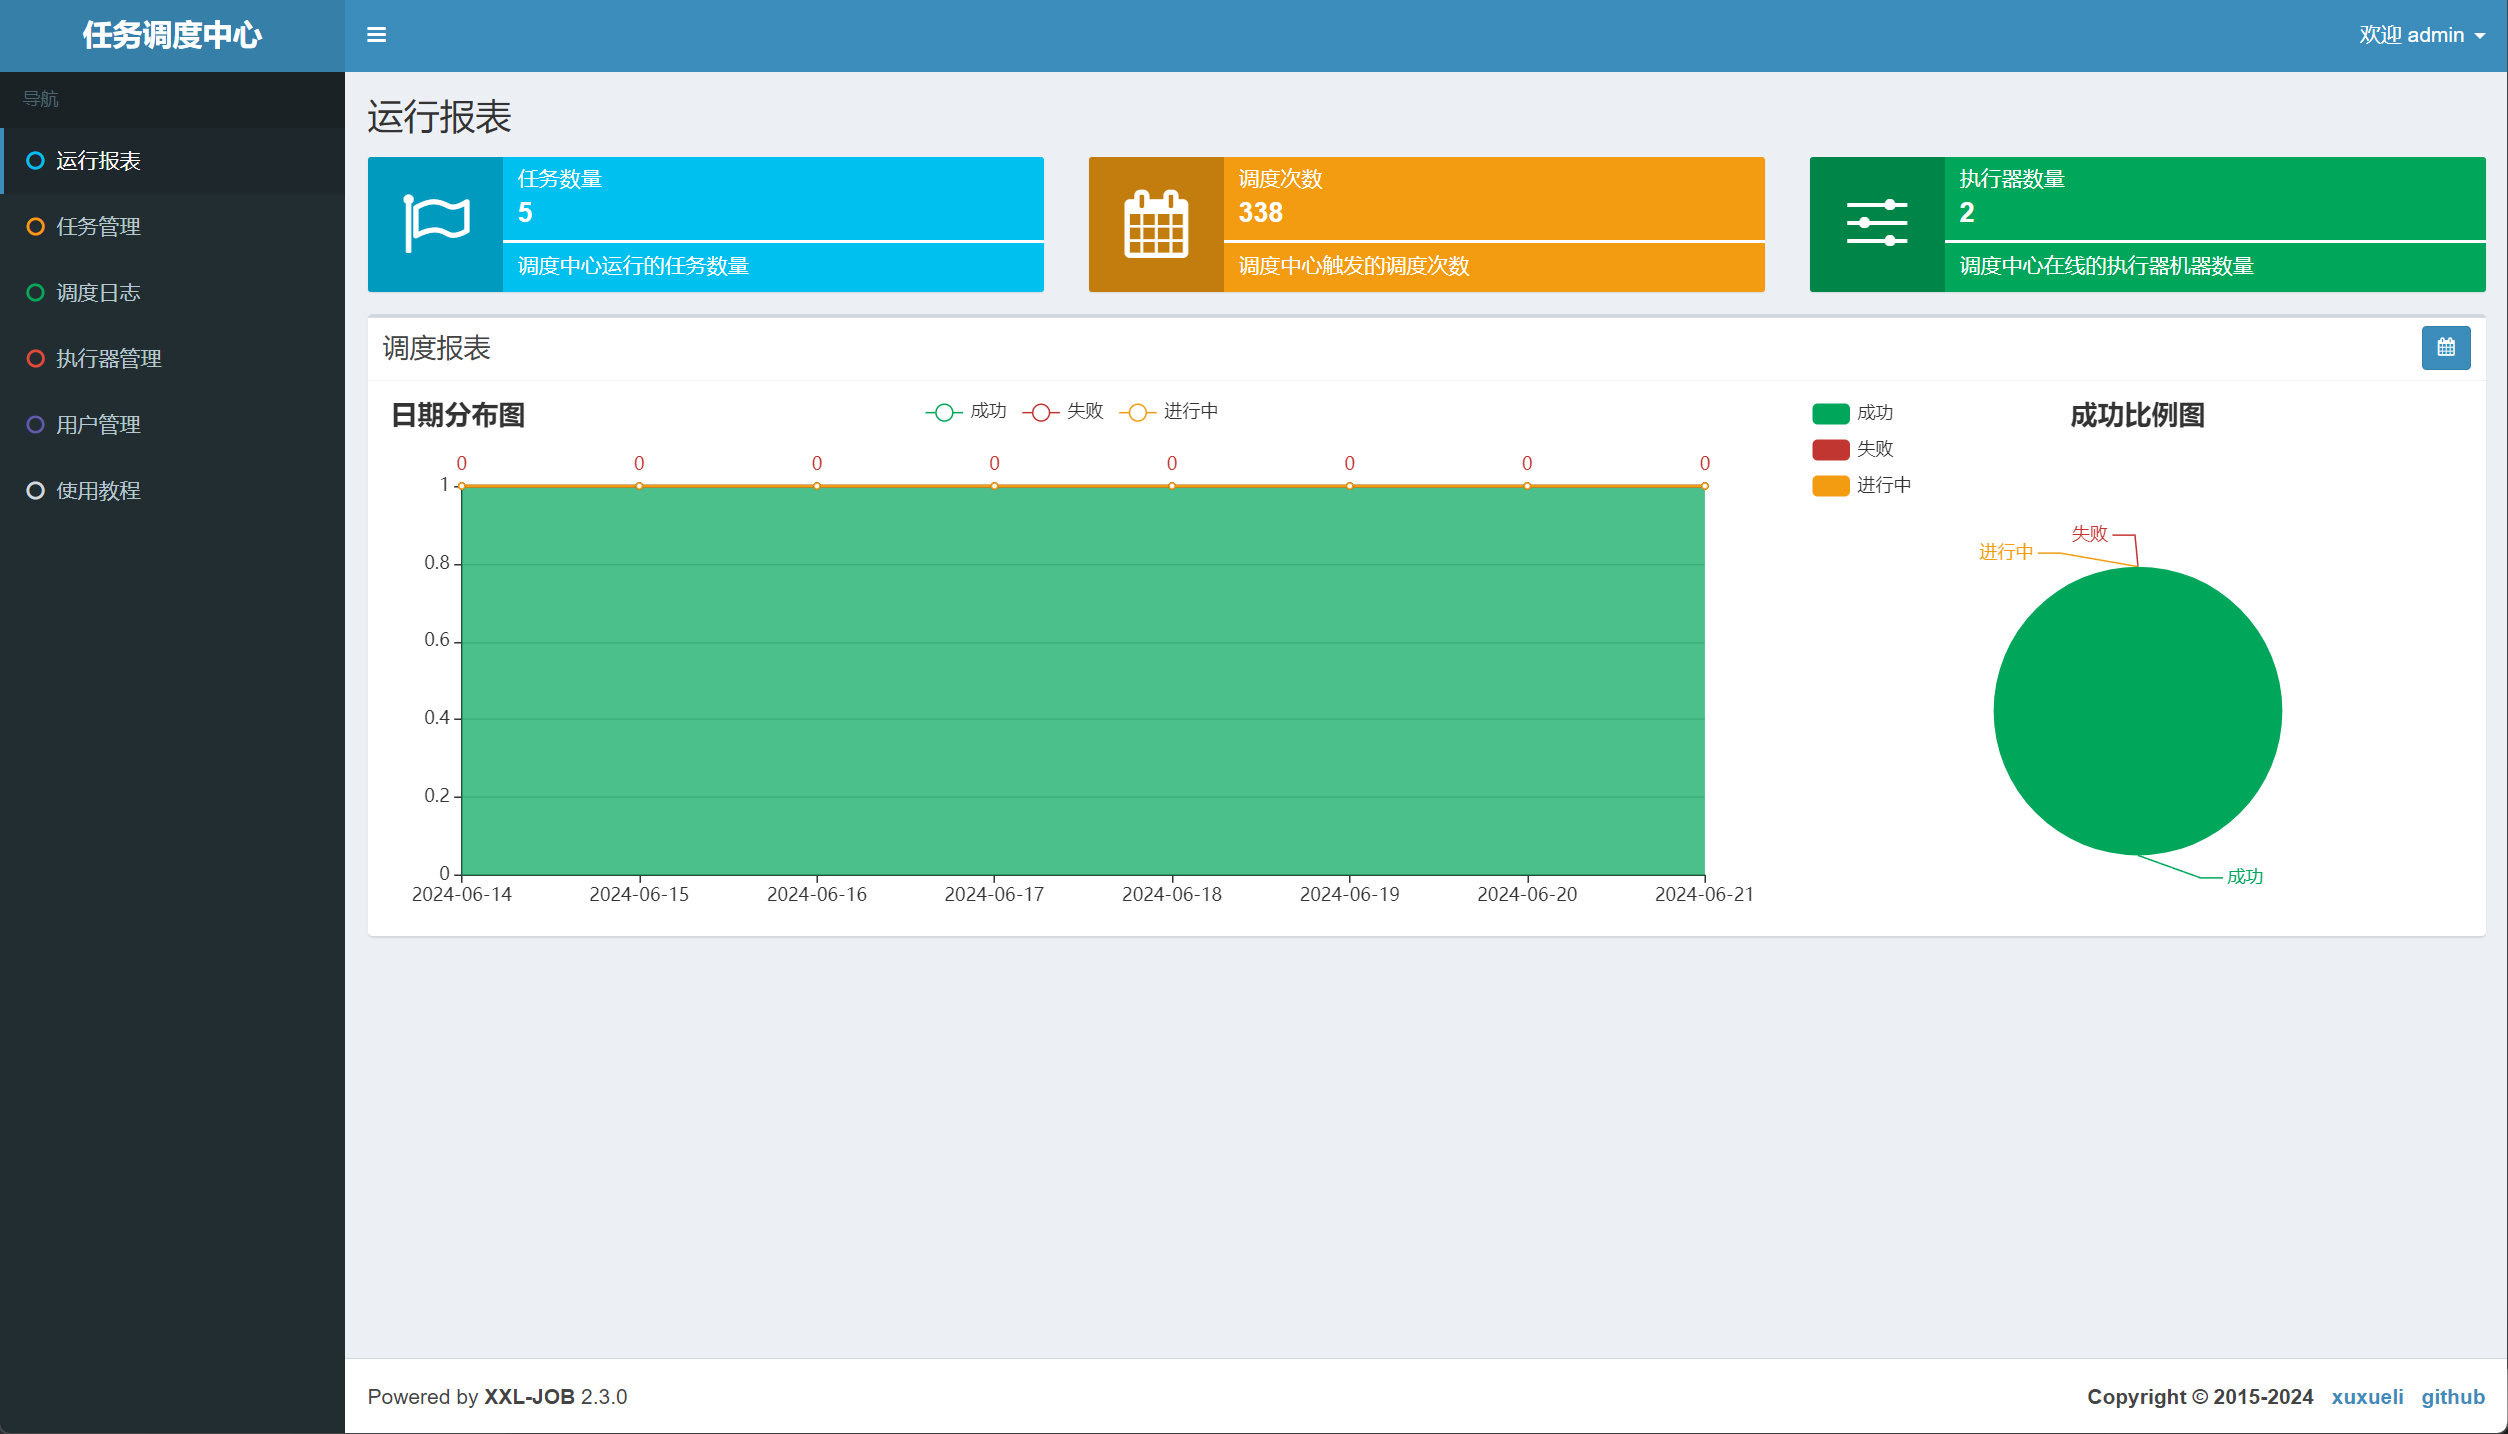 任务调度中心
欢迎 admin
导航
运行报表
任务管理
调度日志
执行器管理
用户管理
使用教程
运行报表
任务数量
5
调度中心运行的任务数量
调度次数
338
调度中心触发的调度次数
执行器数量
2
调度中心在线的执行器机器数量
调度报表
日期分布图
成功 失败 进行中
0 0 0 0 0 0 0 0
1
0.8
0.6
0.4
0.2
0
2024-06-14 2024-06-15 2024-06-16 2024-06-17 2024-06-18 2024-06-19 2024-06-20 2024-06-21
成功
失败
进行中
成功比例图
失败
进行中
成功
Powered by XXL-JOB 2.3.0
Copyright © 2015-2024 xuxueli github